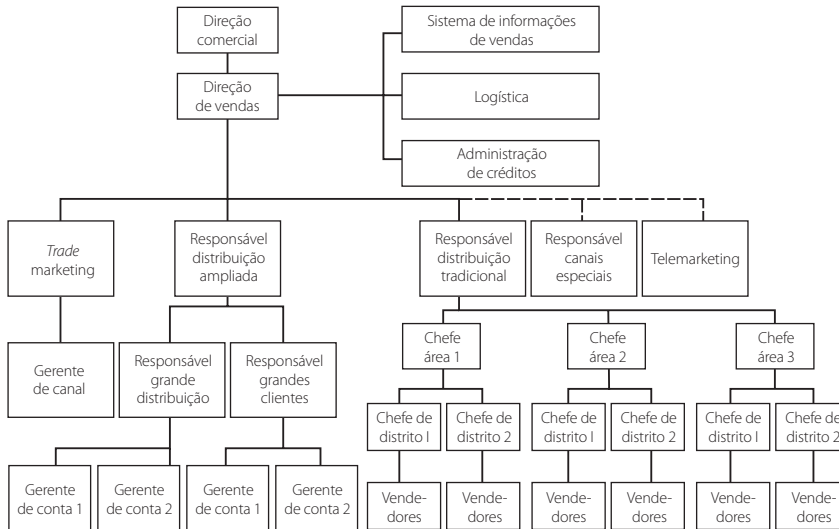 Direção
comercial
Sistema de informações
de vendas
Direção
de vendas
Logística
Administração
de créditos
Trade
marketing
Responsável
distribuição
ampliada
Responsável
distribuição
tradicional
Responsável
canais
especiais
Telemarketing
Gerente
de canal
Responsável
grande
distribuição
Responsável
grandes
clientes
Chefe
área 1
Chefe
área 2
Chefe
área 3
Chefe de
distrito I
Chefe de
distrito 2
Chefe de
distrito I
Chefe de
distrito 2
Chefe de
distrito I
Chefe de
distrito 2
Gerente
de conta 1
Gerente
de conta 2
Gerente
de conta 1
Gerente
de conta 2
Vende-
dores
Vende-
dores
Vende-
dores
Vende-
dores
Vende-
dores
Vende-
dores